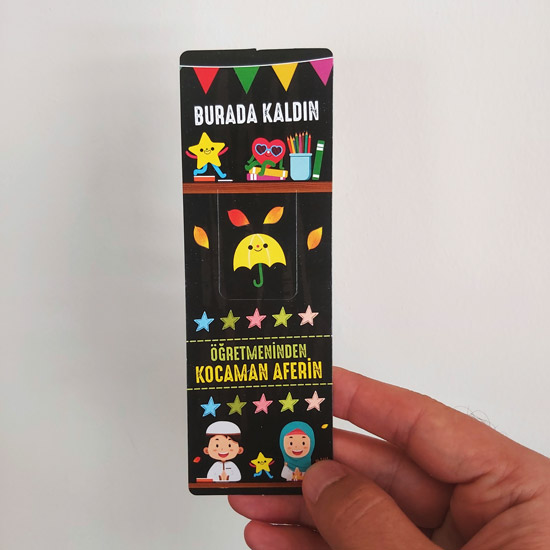 BURADA KALDIN
ÖĞRETMENİNDEN
KOCAMAN AFERİN